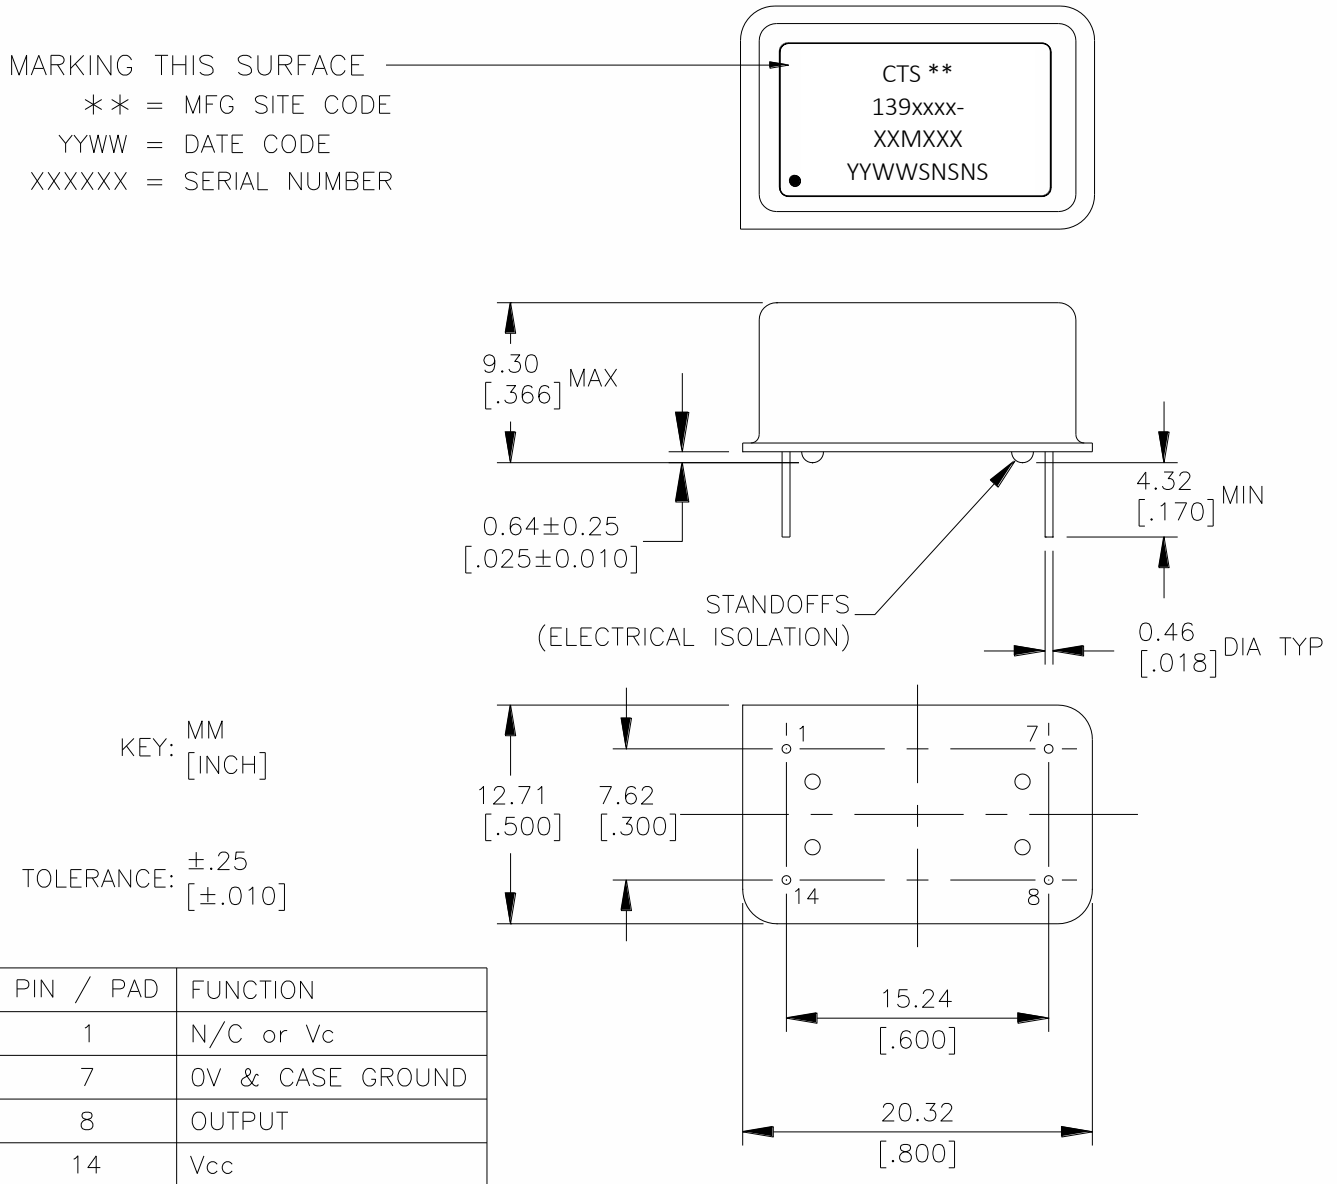 MARKING THIS SURFACE
** = MFG SITE CODE
YYWW = DATE CODE
XXXXXX = SERIAL NUMBER
CTS **
139xxxx-
XXMXXX
YYWWSNSNS
9.30
[.366] MAX
0.64±0.25
[.025±0.010]
4.32
[.170] MIN
STANDOFFS
(ELECTRICAL ISOLATION)
0.46
[.018] DIA TYP
KEY: MM
[INCH]
TOLERANCE: ±.25
[±.010]
12.71
[.500]
7.62
[.300]
1
7
14
8
15.24
[.600]
20.32
[.800]
PIN / PAD FUNCTION
1 N/C or Vc
7 0V & CASE GROUND
8 OUTPUT
14 Vcc